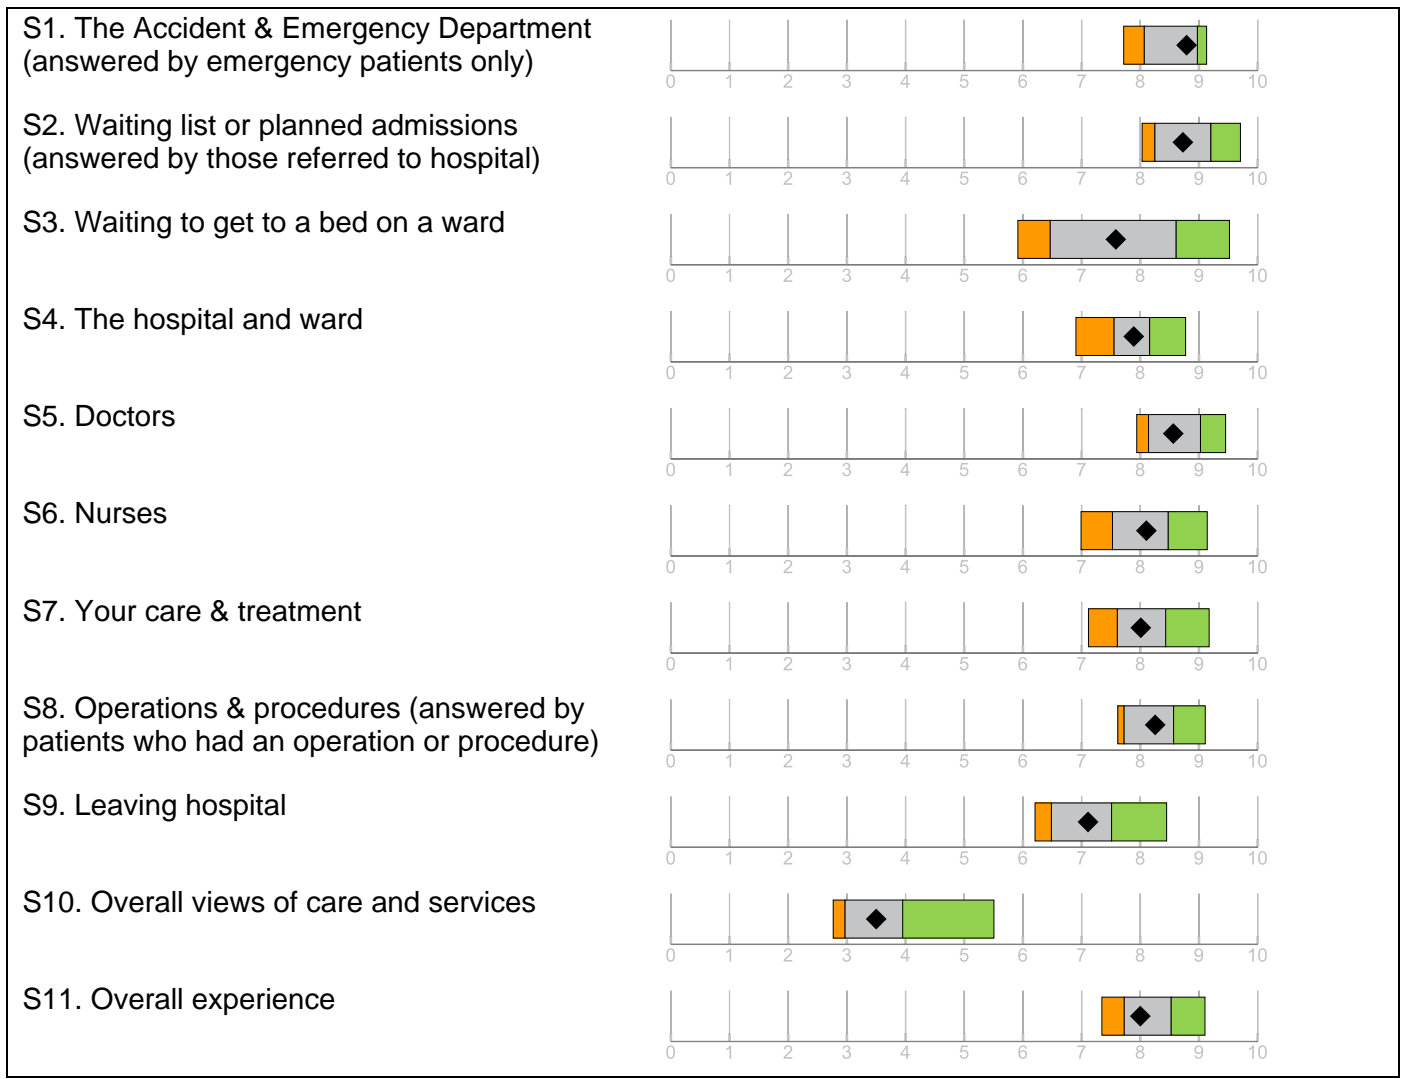 S1. The Accident & Emergency Department
(answered by emergency patients only)
0 1 2 3 4 5 6 7 8 9 10
S2. Waiting list or planned admissions
(answered by those referred to hospital)
0 1 2 3 4 5 6 7 8 9 10
S3. Waiting to get to a bed on a ward
0 1 2 3 4 5 6 7 8 9 10
S4. The hospital and ward
0 1 2 3 4 5 6 7 8 9 10
S5. Doctors
0 1 2 3 4 5 6 7 8 9 10
S6. Nurses
0 1 2 3 4 5 6 7 8 9 10
S7. Your care & treatment
0 1 2 3 4 5 6 7 8 9 10
S8. Operations & procedures (answered by
patients who had an operation or procedure)
0 1 2 3 4 5 6 7 8 9 10
S9. Leaving hospital
0 1 2 3 4 5 6 7 8 9 10
S10. Overall views of care and services
0 1 2 3 4 5 6 7 8 9 10
S11. Overall experience
0 1 2 3 4 5 6 7 8 9 10